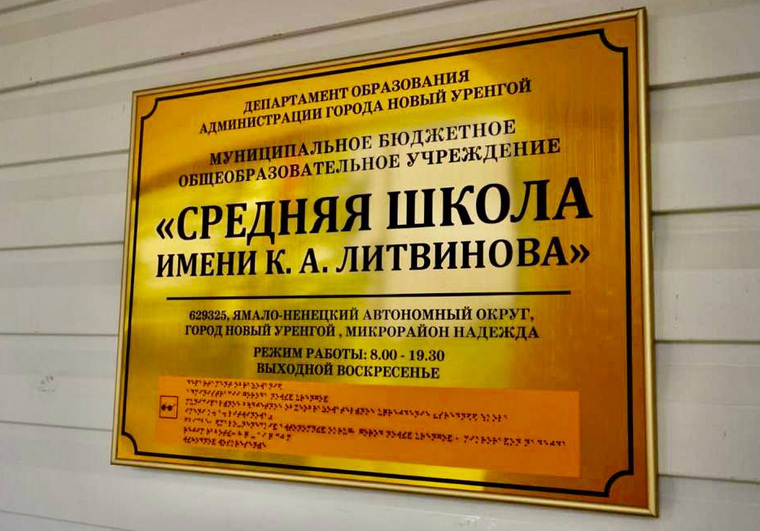 ДЕПАРТАМЕНТ ОБРАЗОВАНИЯ
АДМИНИСТРАЦИИ ГОРОДА НОВЫЙ УРЕНГОЙ
МУНИЦИПАЛЬНОЕ БЮДЖЕТНОЕ
ОБЩЕОБРАЗОВАТЕЛЬНОЕ УЧРЕЖДЕНИЕ
«СРЕДНЯЯ ШКОЛА
ИМЕНИ К. А. ЛИТВИНОВА»
629325, ЯМАЛО-НЕНЕЦКИЙ АВТОНОМНЫЙ ОКРУГ,
ГОРОД НОВЫЙ УРЕНГОЙ , МИКРОРАЙОН НАДЕЖДА
РЕЖИМ РАБОТЫ: 8.00 - 19.30
ВЫХОДНОЙ ВОСКРЕСЕНЬЕ